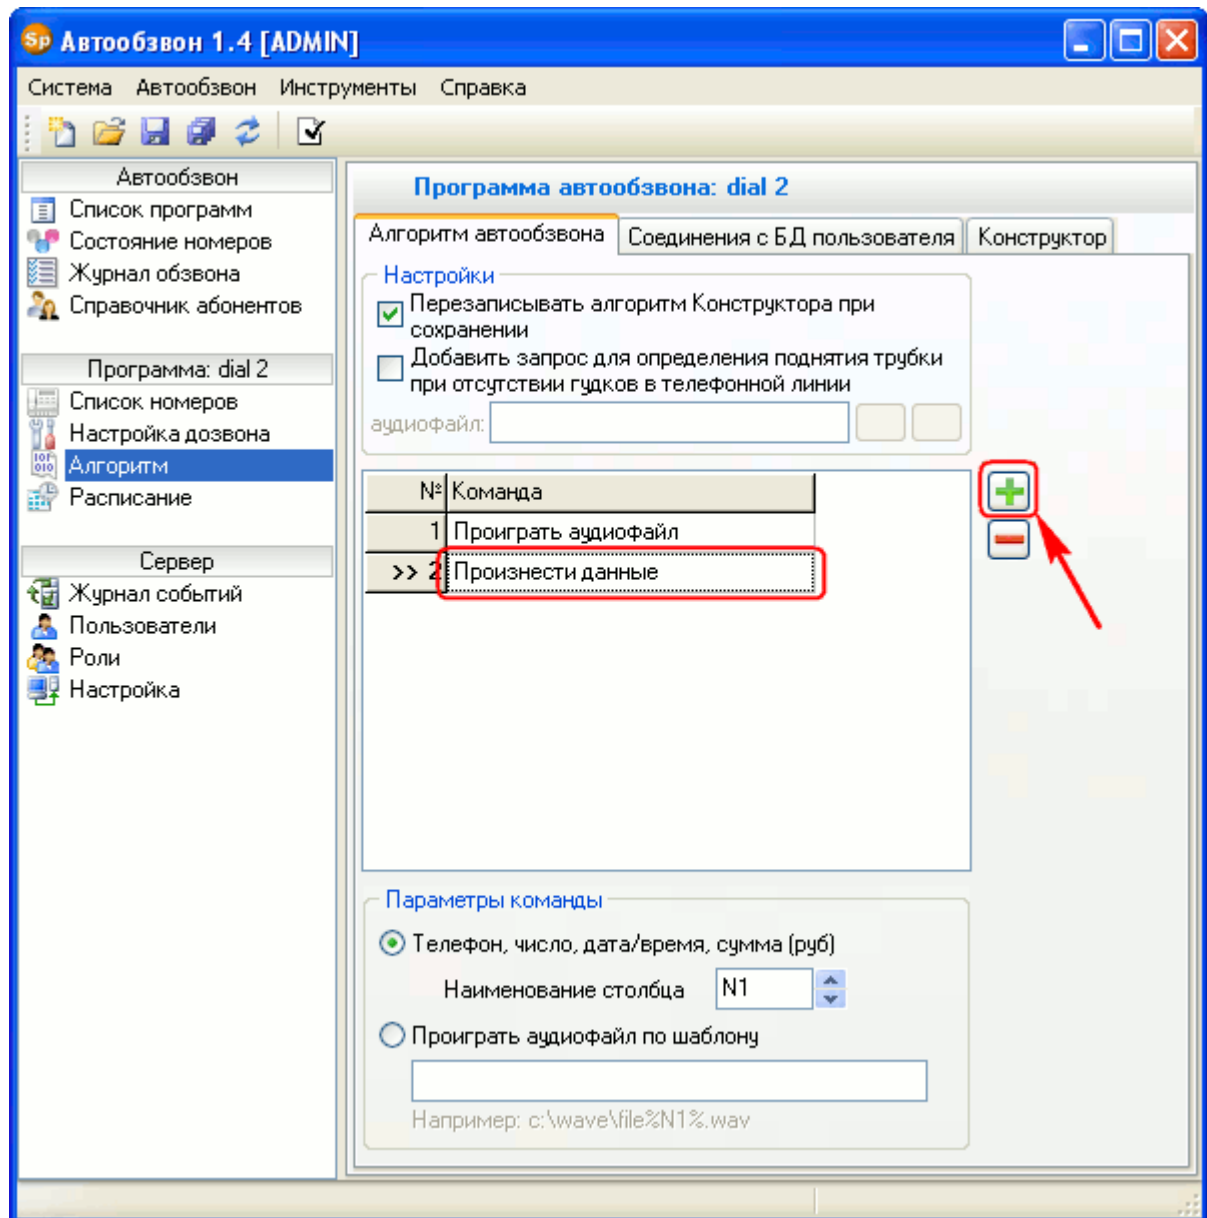 Sp Автообзвон 1.4 [ADMIN]
Система Автообзвон Инструменты Справка
Автообзвон
Список программ
Состояние номеров
Журнал обзвона
Справочник абонентов
Программа: dial 2
Список номеров
Настройка дозвона
Алгоритм
Расписание
Сервер
Журнал событий
Пользователи
Роли
Настройка
Программа автообзвона: dial 2
Алгоритм автообзвона Соединения с БД пользователя Конструктор
Настройки
Перезаписывать алгоритм Конструктора при
сохранении
Добавить запрос для определения поднятия трубки
при отсутствии гудков в телефонной линии
аудиофайл:
№ Команда
1 Проиграть аудиофайл
>> 2 Произнести данные
Параметры команды
Телефон, число, дата/время, сумма (руб)
Наименование столбца N1
Проиграть аудиофайл по шаблону
Например: c:\wave\file%N1%.wav